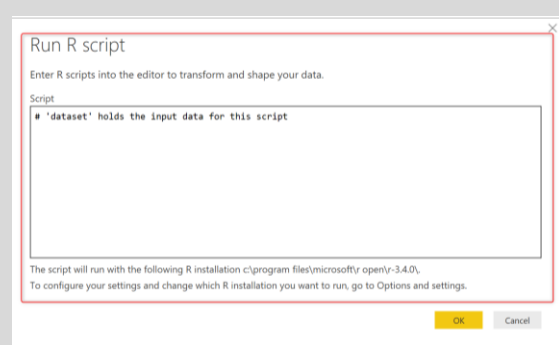 Run R script
Enter R scripts into the editor to transform and shape your data.
Script
# 'dataset' holds the input data for this script
The script will run with the following R installation c:\program files\microsoft\r open\r-3.4.0\.
To configure your settings and change which R installation you want to run, go to Options and settings.
OK Cancel